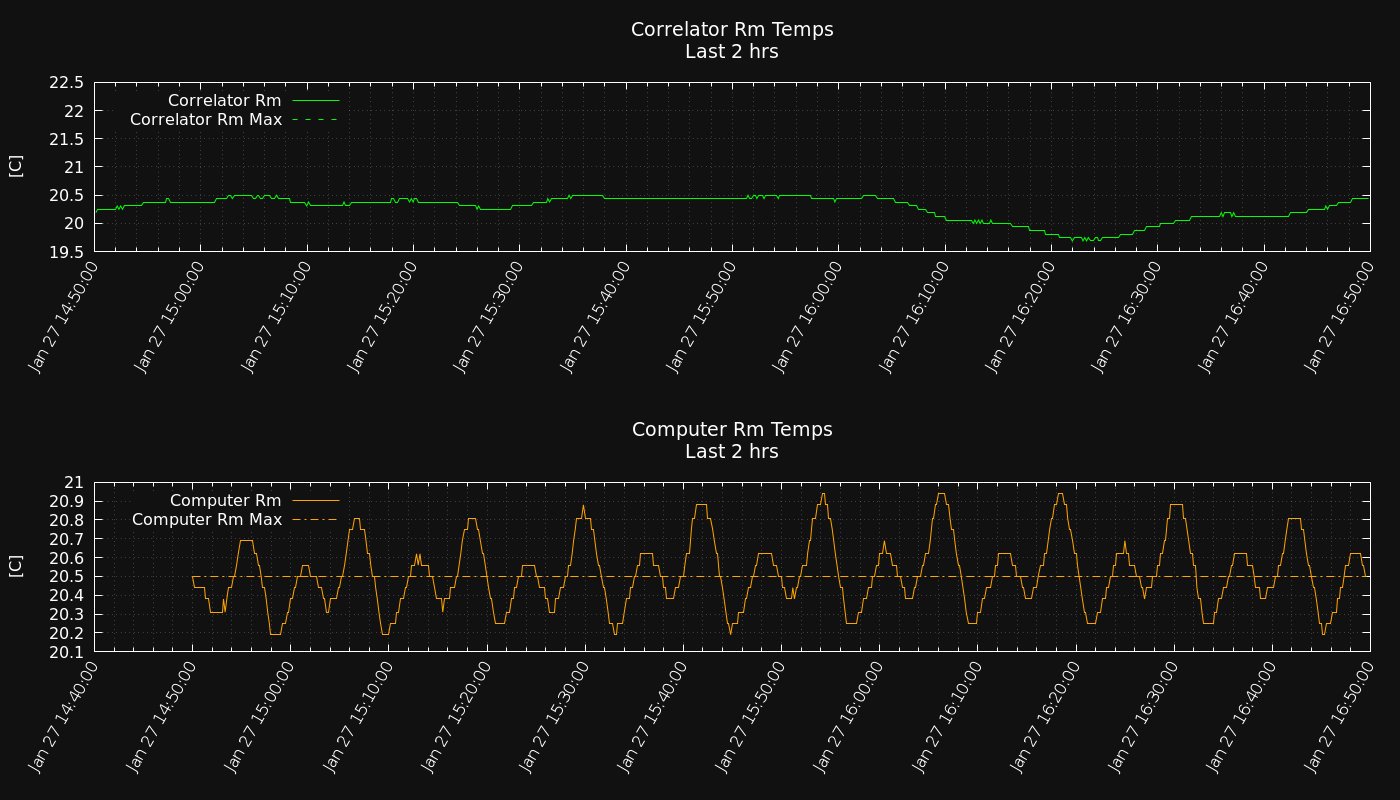 Correlator Rm Temps
Last 2 hrs
22.5
22
21.5
21
20.5
20
19.5
[C]
Correlator Rm
Correlator Rm Max
Jan 27 14:50:00
Jan 27 15:00:00
Jan 27 15:10:00
Jan 27 15:20:00
Jan 27 15:30:00
Jan 27 15:40:00
Jan 27 15:50:00
Jan 27 16:00:00
Jan 27 16:10:00
Jan 27 16:20:00
Jan 27 16:30:00
Jan 27 16:40:00
Jan 27 16:50:00
Computer Rm Temps
Last 2 hrs
21
20.9
20.8
20.7
20.6
20.5
20.4
20.3
20.2
20.1
[C]
Computer Rm
Computer Rm Max
Jan 27 14:40:00
Jan 27 14:50:00
Jan 27 15:00:00
Jan 27 15:10:00
Jan 27 15:20:00
Jan 27 15:30:00
Jan 27 15:40:00
Jan 27 15:50:00
Jan 27 16:00:00
Jan 27 16:10:00
Jan 27 16:20:00
Jan 27 16:30:00
Jan 27 16:40:00
Jan 27 16:50:00